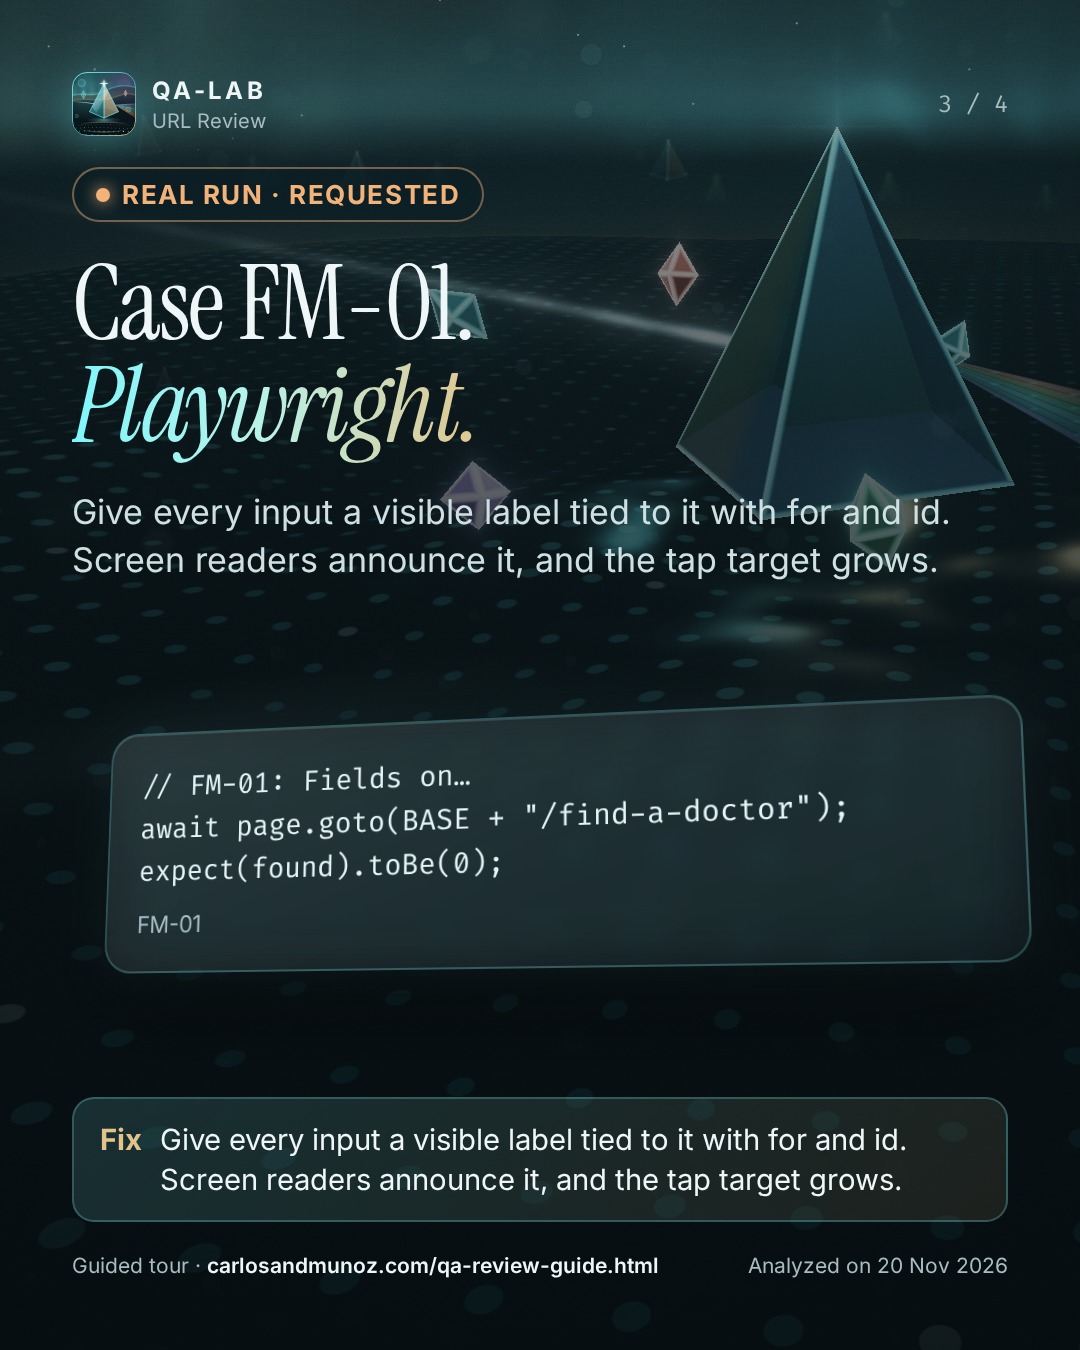 QA-LAB
URL Review
3 / 4
REAL RUN · REQUESTED
Case FM-01.
Playwright.
Give every input a visible label tied to it with for and id.
Screen readers announce it, and the tap target grows.
// FM-01: Fields on…
await page.goto(BASE + "/find-a-doctor");
expect(found).toBe(0);
FM-01
Fix Give every input a visible label tied to it with for and id.
Screen readers announce it, and the tap target grows.
Guided tour · carlosandmunoz.com/qa-review-guide.html
Analyzed on 20 Nov 2026